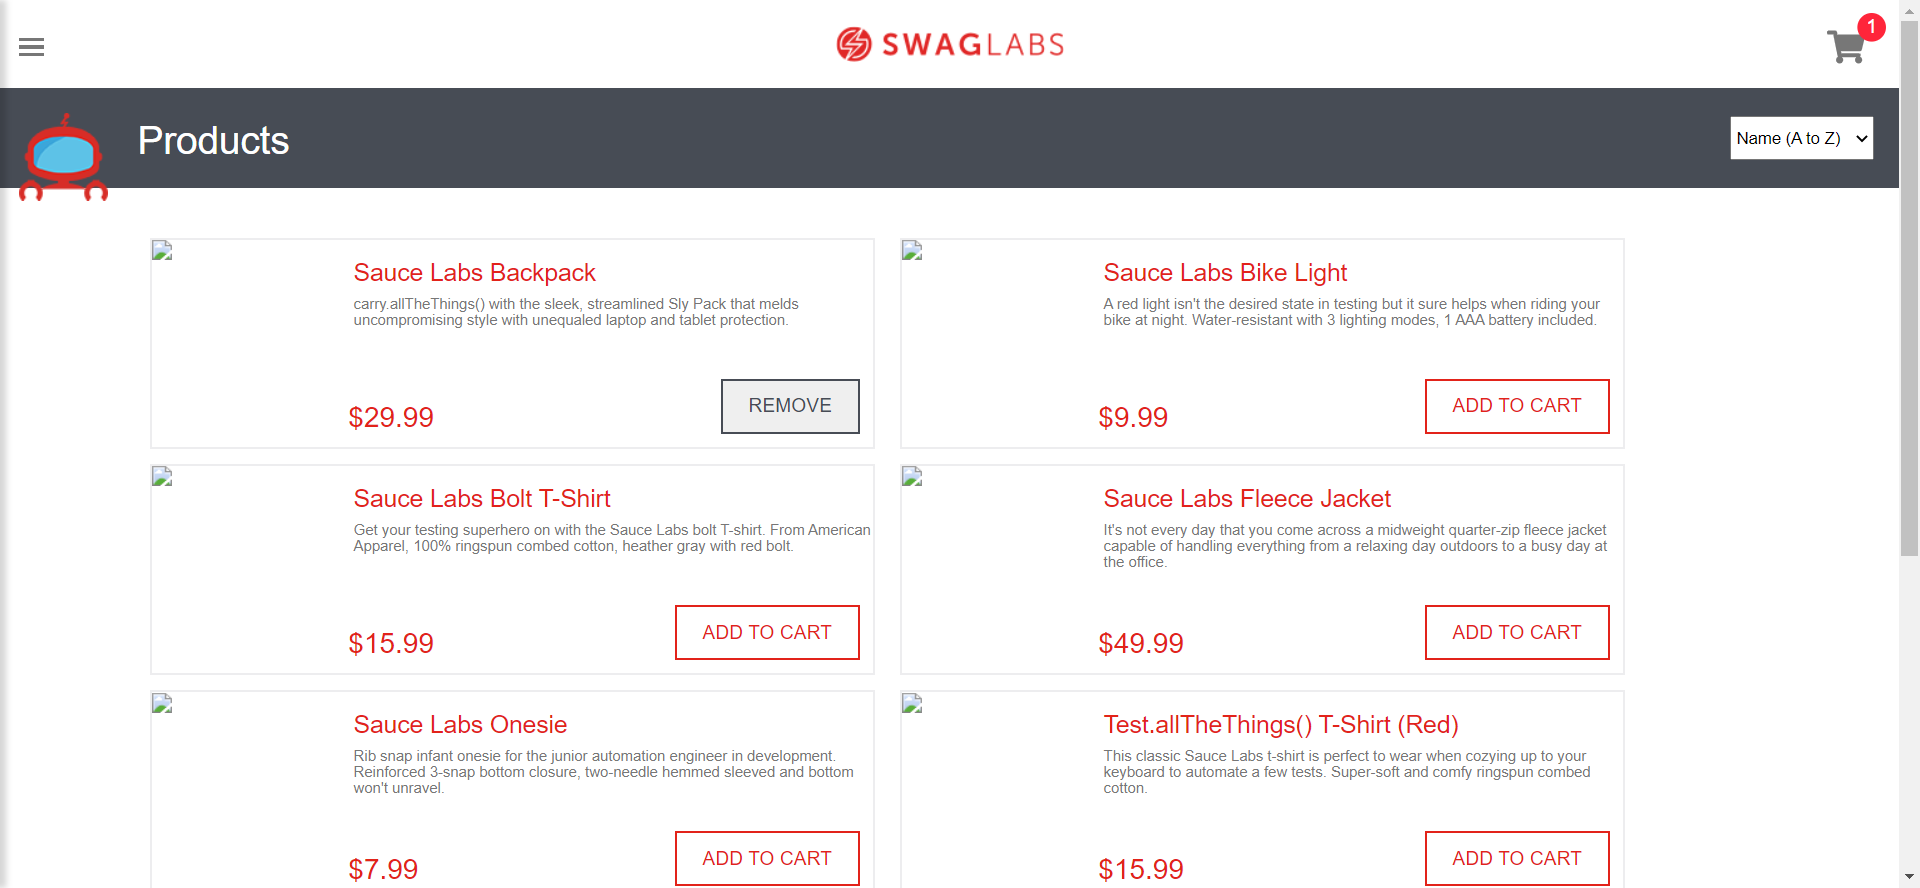 SWAGLABS
1
Products
Name (A to Z)
Sauce Labs Backpack
carry.allTheThings() with the sleek, streamlined Sly Pack that melds
uncompromising style with unequaled laptop and tablet protection.
$29.99
REMOVE
Sauce Labs Bike Light
A red light isn't the desired state in testing but it sure helps when riding your
bike at night. Water-resistant with 3 lighting modes, 1 AAA battery included.
$9.99
ADD TO CART
Sauce Labs Bolt T-Shirt
Get your testing superhero on with the Sauce Labs bolt T-shirt. From American
Apparel, 100% ringspun combed cotton, heather gray with red bolt.
$15.99
ADD TO CART
Sauce Labs Fleece Jacket
It's not every day that you come across a midweight quarter-zip fleece jacket
capable of handling everything from a relaxing day outdoors to a busy day at
the office.
$49.99
ADD TO CART
Sauce Labs Onesie
Rib snap infant onesie for the junior automation engineer in development.
Reinforced 3-snap bottom closure, two-needle hemmed sleeved and bottom
won't unravel.
$7.99
ADD TO CART
Test.allTheThings() T-Shirt (Red)
This classic Sauce Labs t-shirt is perfect to wear when cozying up to your
keyboard to automate a few tests. Super-soft and comfy ringspun combed
cotton.
$15.99
ADD TO CART